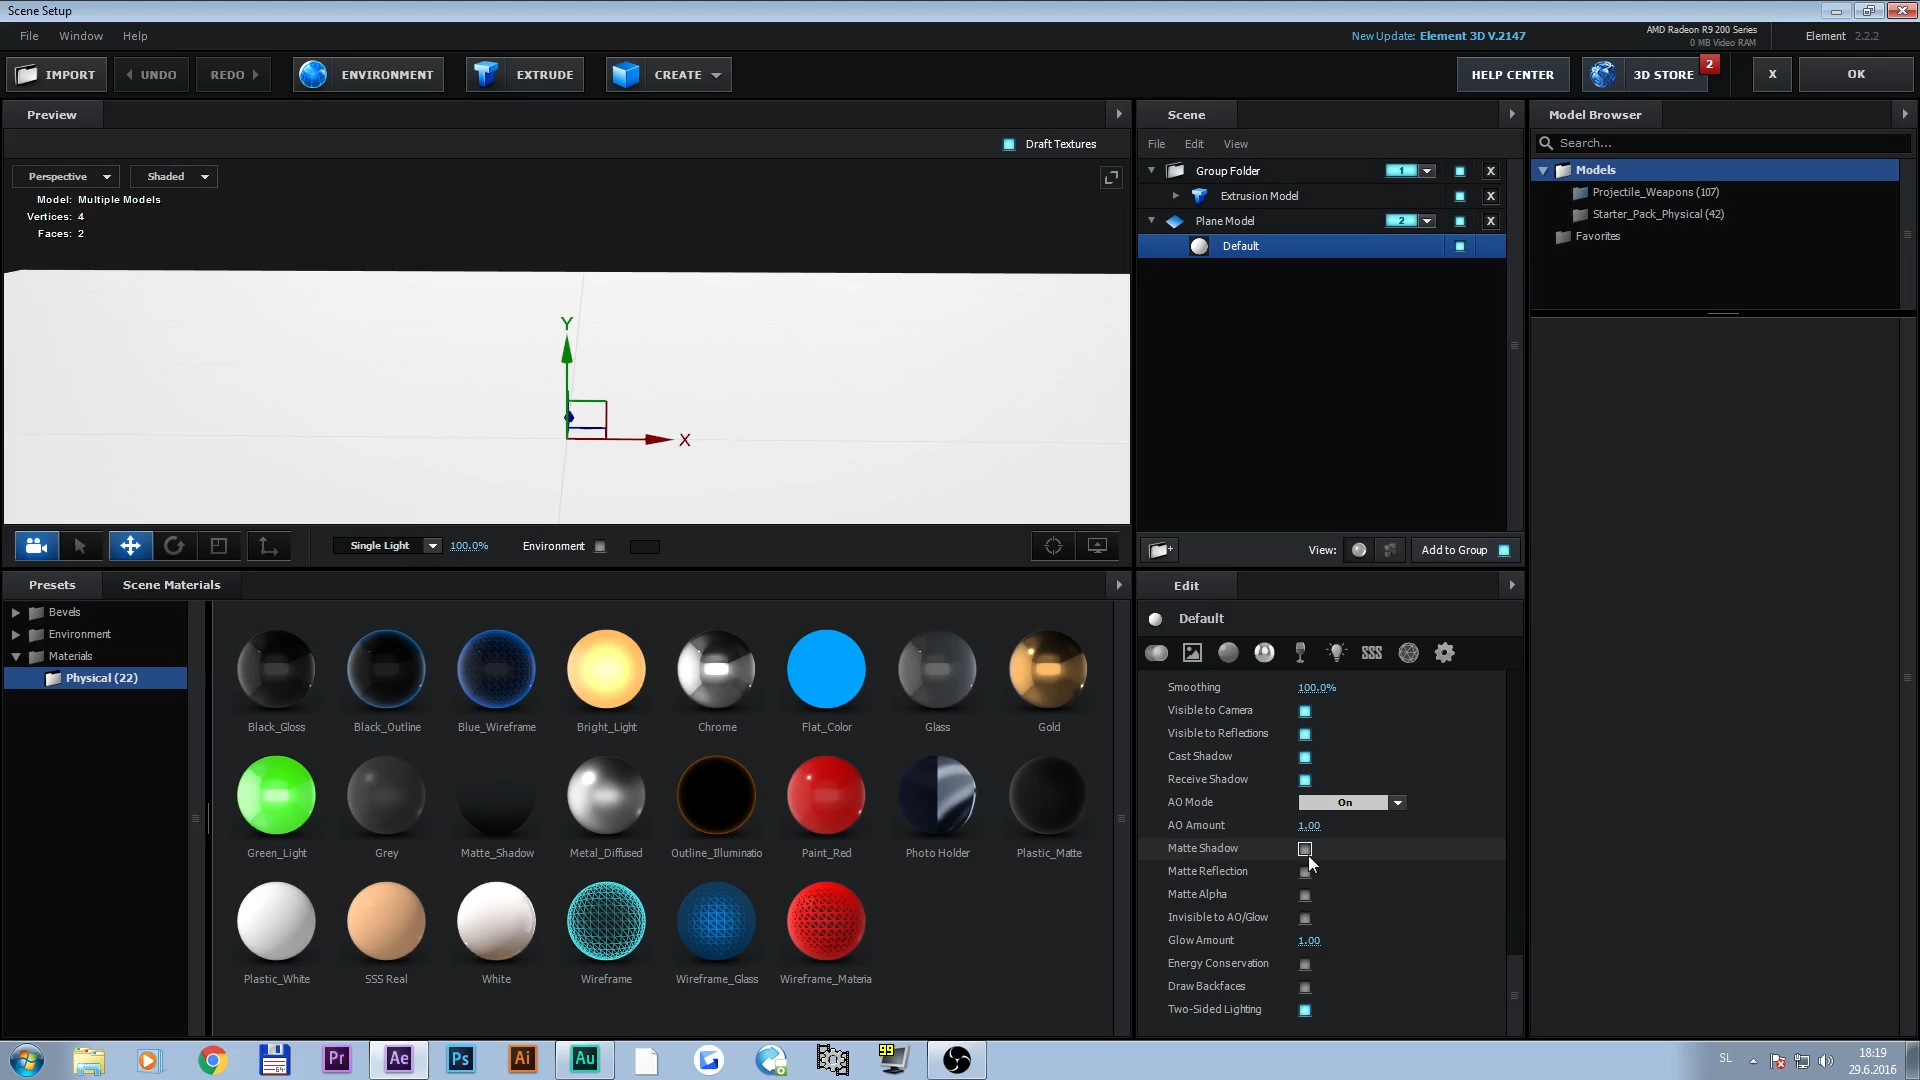 Scene Setup
File Window Help
New Update: Element 3D V.2147
AMD Radeon R9 200 Series
0 MB Video RAM
Element 2.2.2
IMPORT
UNDO
REDO
ENVIRONMENT
EXTRUDE
CREATE
HELP CENTER
3D STORE
2
X
OK
Preview
Draft Textures
Perspective
Shaded
Model: Multiple Models
Vertices: 4
Faces: 2
Y
X
Single Light
100.0%
Environment
Scene
File Edit View
Group Folder 1 X
Extrusion Model X
Plane Model 2 X
Default
View:
Add to Group
Model Browser
Search...
Models
Projectile_Weapons (107)
Starter_Pack_Physical (42)
Favorites
Presets
Scene Materials
Bevels
Environment
Materials
Physical (22)
Black_Gloss
Black_Outline
Blue_Wireframe
Bright_Light
Chrome
Flat_Color
Glass
Gold
Green_Light
Grey
Matte_Shadow
Metal_Diffused
Outline_Illuminatio
Paint_Red
Photo Holder
Plastic_Matte
Plastic_White
SSS Real
White
Wireframe
Wireframe_Glass
Wireframe_Materia
Edit
Default
SSS
Smoothing 100.0%
Visible to Camera
Visible to Reflections
Cast Shadow
Receive Shadow
AO Mode On
AO Amount 1.00
Matte Shadow
Matte Reflection
Matte Alpha
Invisible to AO/Glow
Glow Amount 1.00
Energy Conservation
Draw Backfaces
Two-Sided Lighting
64
Pr
Ae
Ps
Ai
Au
99
SL
18:19
29.6.2016